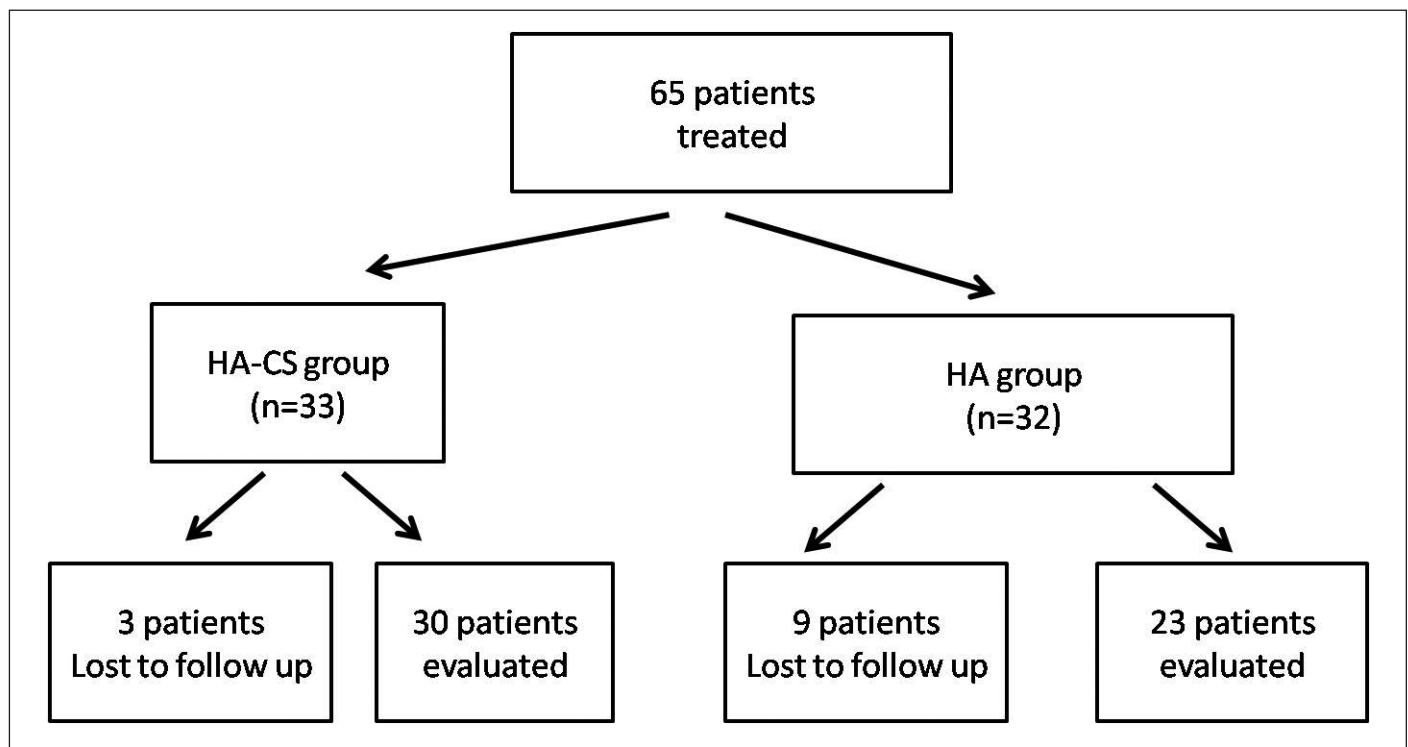 65 patients
treated
HA-CS group
(n=33)
HA group
(n=32)
3 patients
Lost to follow up
30 patients
evaluated
9 patients
Lost to follow up
23 patients
evaluated